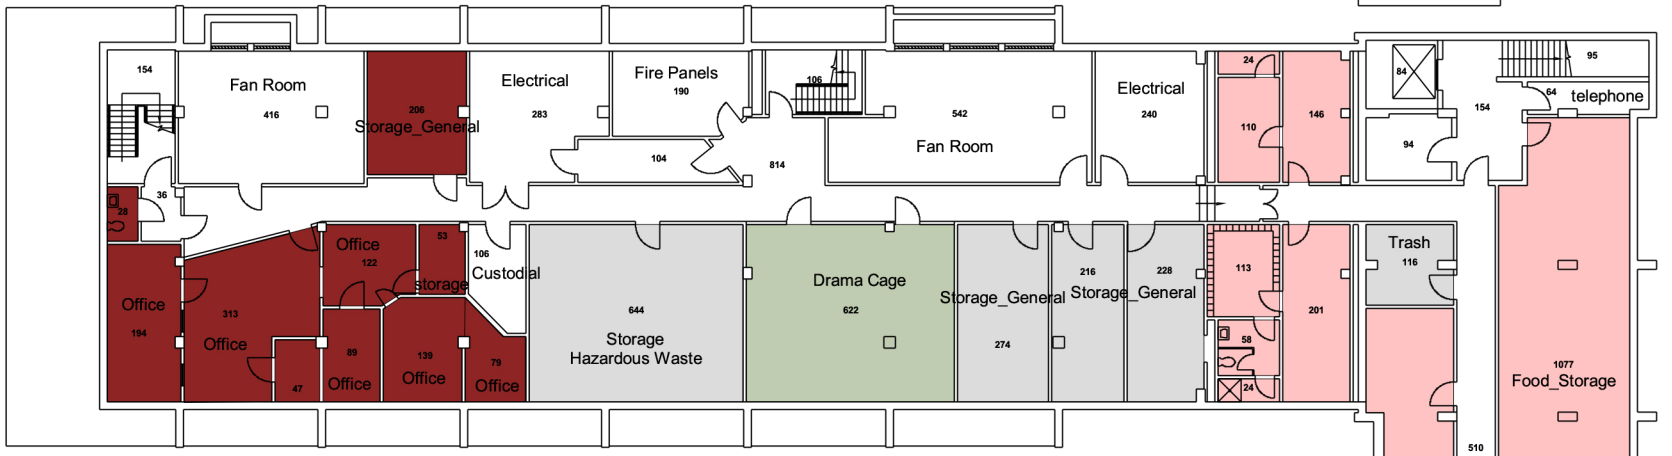 154
Fan Room
416
206
Storage_General
Electrical
283
Fire Panels
190
104
106
814
542
Fan Room
Electrical
240
24
110
146
84
94
154
95
64
telephone
36
28
Office
194
313
Office
47
Office
122
53
storage
106
Custodial
89
Office
139
Office
79
Office
644
Storage
Hazardous Waste
Drama Cage
622
Storage_General
274
216
Storage_General
228
113
58
24
201
Trash
116
1077
Food_Storage
510